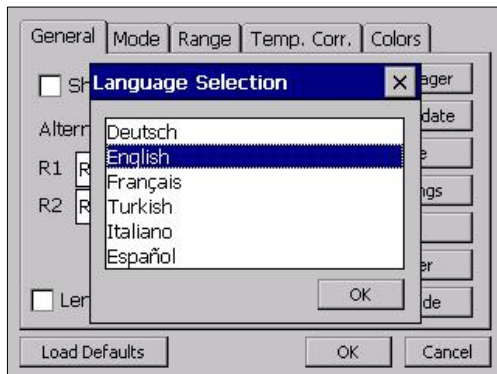 General Mode Range Temp. Corr. Colors
Language Selection
Deutsch
English
Français
Turkish
Italiano
Español
OK
R1
R2
Load Defaults OK Cancel